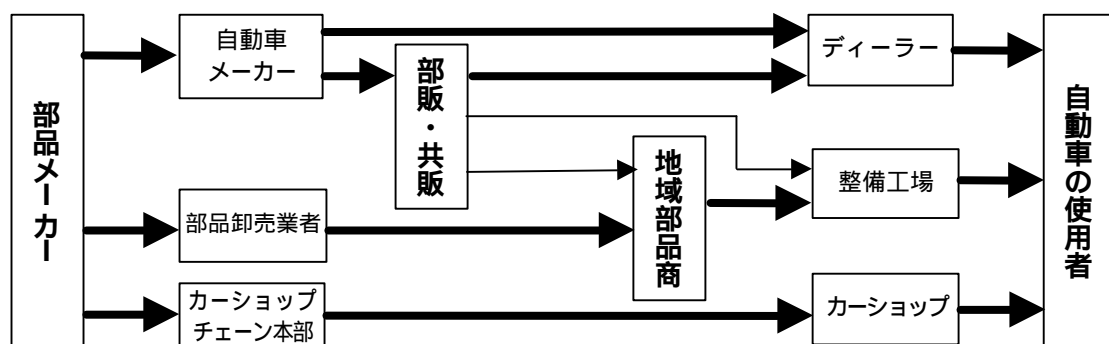 部品メーカー
自動車
メーカー
部販・共販
ディーラー
地域部品商
整備工場
部品卸売業者
カーショップ
チェーン本部
カーショップ
自動車の使用者